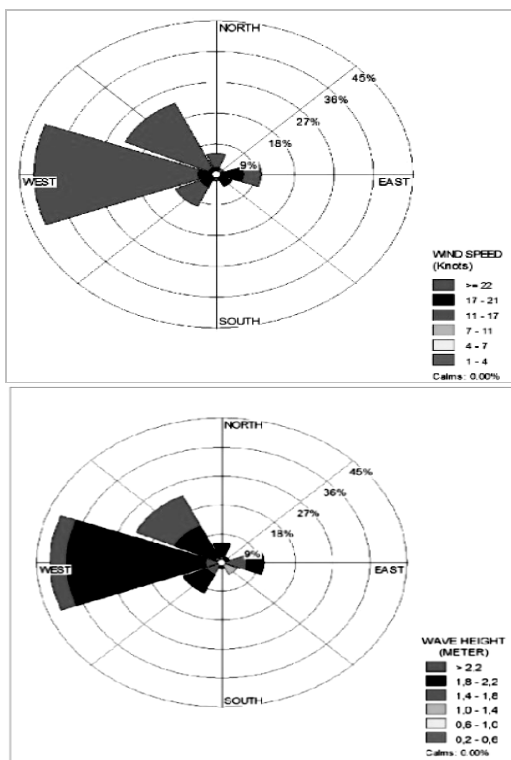 NORTH
45%
36%
27%
18%
9%
WEST
EAST
SOUTH
WIND SPEED
(Knots)
>= 22
17 - 21
11 - 17
7 - 11
4 - 7
1 - 4
Calms: 0.00%
NORTH
45%
36%
27%
18%
9%
WEST
EAST
SOUTH
WAVE HEIGHT
(METER)
> 2,2
1,8 - 2,2
1,4 - 1,8
1,0 - 1,4
0,6 - 1,0
0,2 - 0,6
Calms: 0.00%